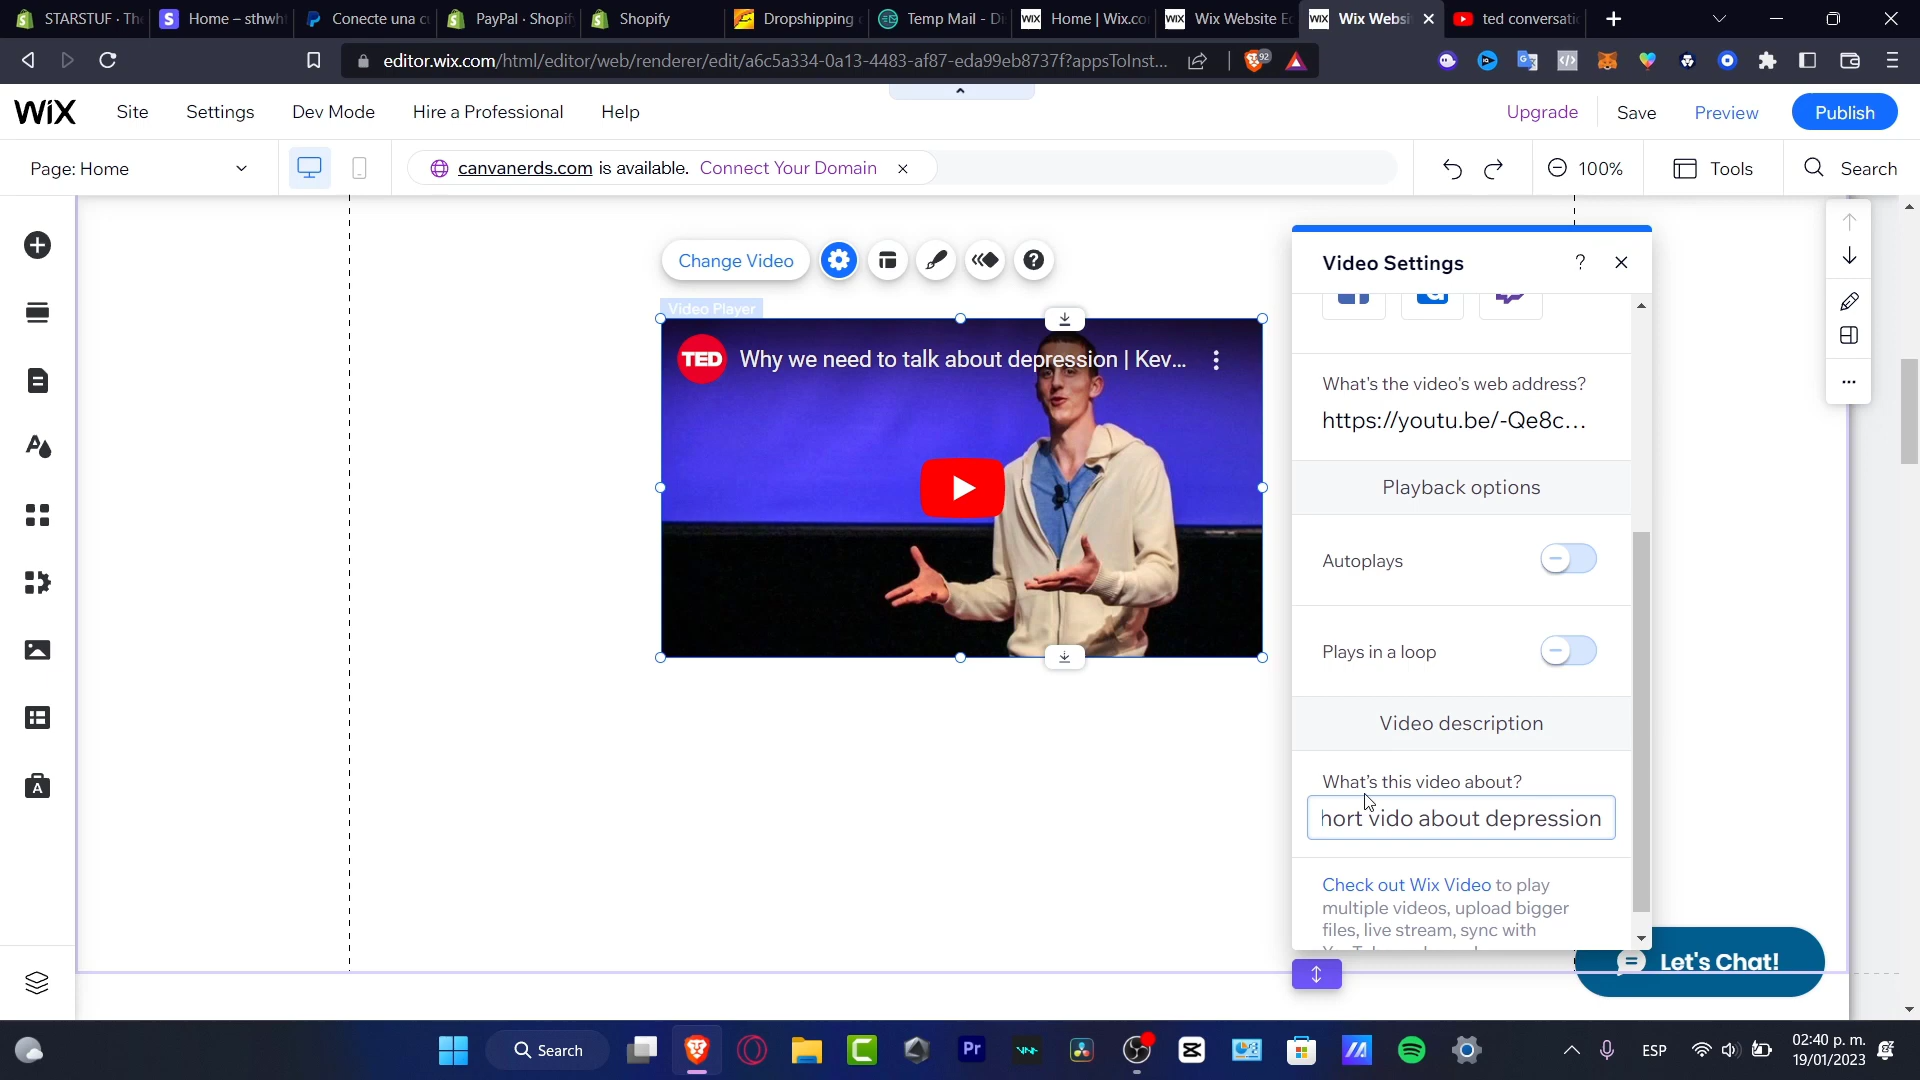 STARSTUF · Th
Home – sthwh
Conecte una cu
PayPal · Shopif
Shopify
Dropshipping
Temp Mail - Di
Home | Wix.co
Wix Website Ec
Wix Websi
ted conversati
editor.wix.com/html/editor/web/renderer/edit/a6c5a334-0a13-4483-af87-eda99eb8737f?appsToInst...
92
WiX Site Settings Dev Mode Hire a Professional Help
Upgrade Save Preview Publish
Page: Home
canvanerds.com is available. Connect Your Domain
100%
Tools
Search
Change Video
Video Player
TED
Why we need to talk about depression | Kev...
Video Settings
What's the video's web address?
https://youtu.be/-Qe8c...
Playback options
Autoplays
Plays in a loop
Video description
What's this video about?
hort vido about depression
Check out Wix Video to play
multiple videos, upload bigger
files, live stream, sync with
Let's Chat!
Search
Pr
ESP
02:40 p. m.
19/01/2023